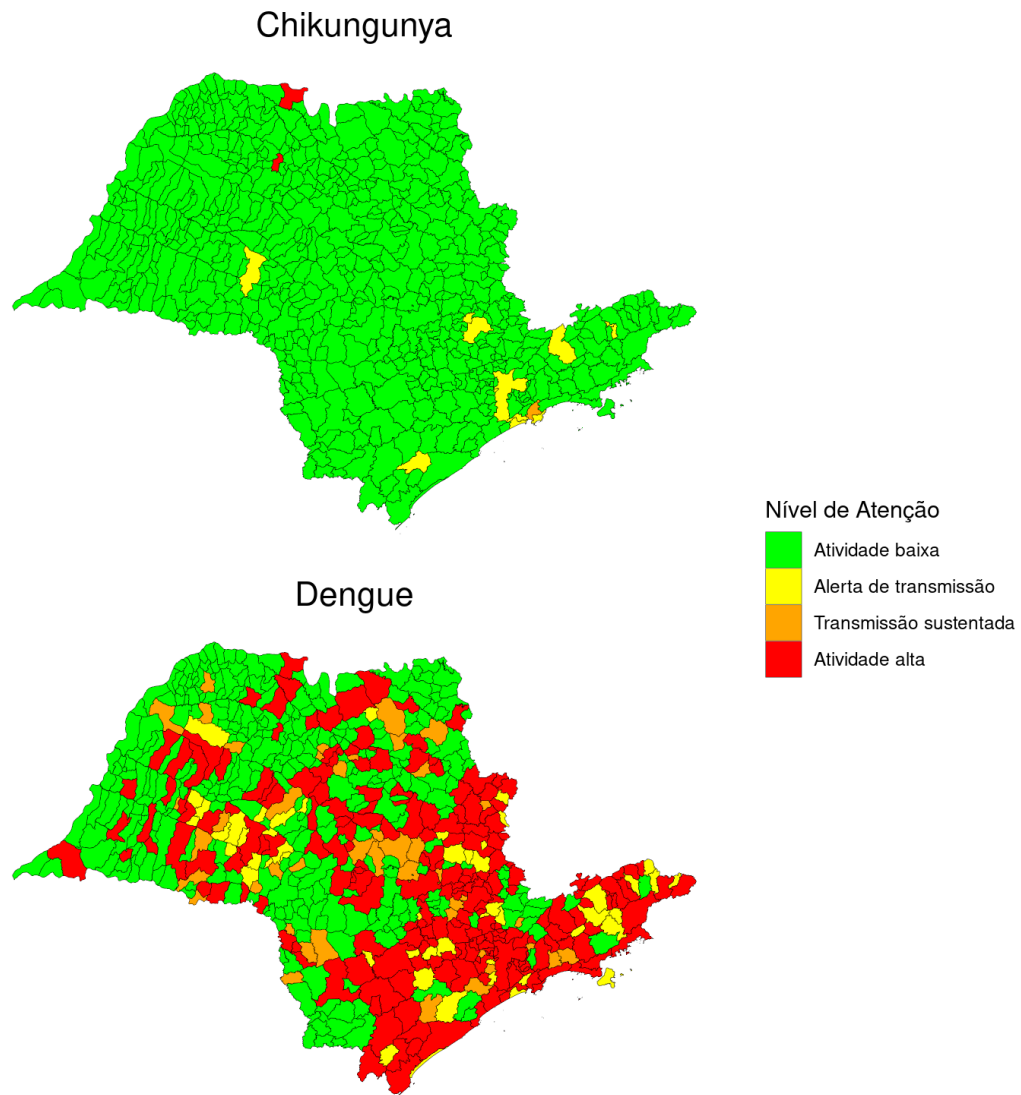 Chikungunya
Nível de Atenção
Atividade baixa
Alerta de transmissão
Transmissão sustentada
Atividade alta
Dengue